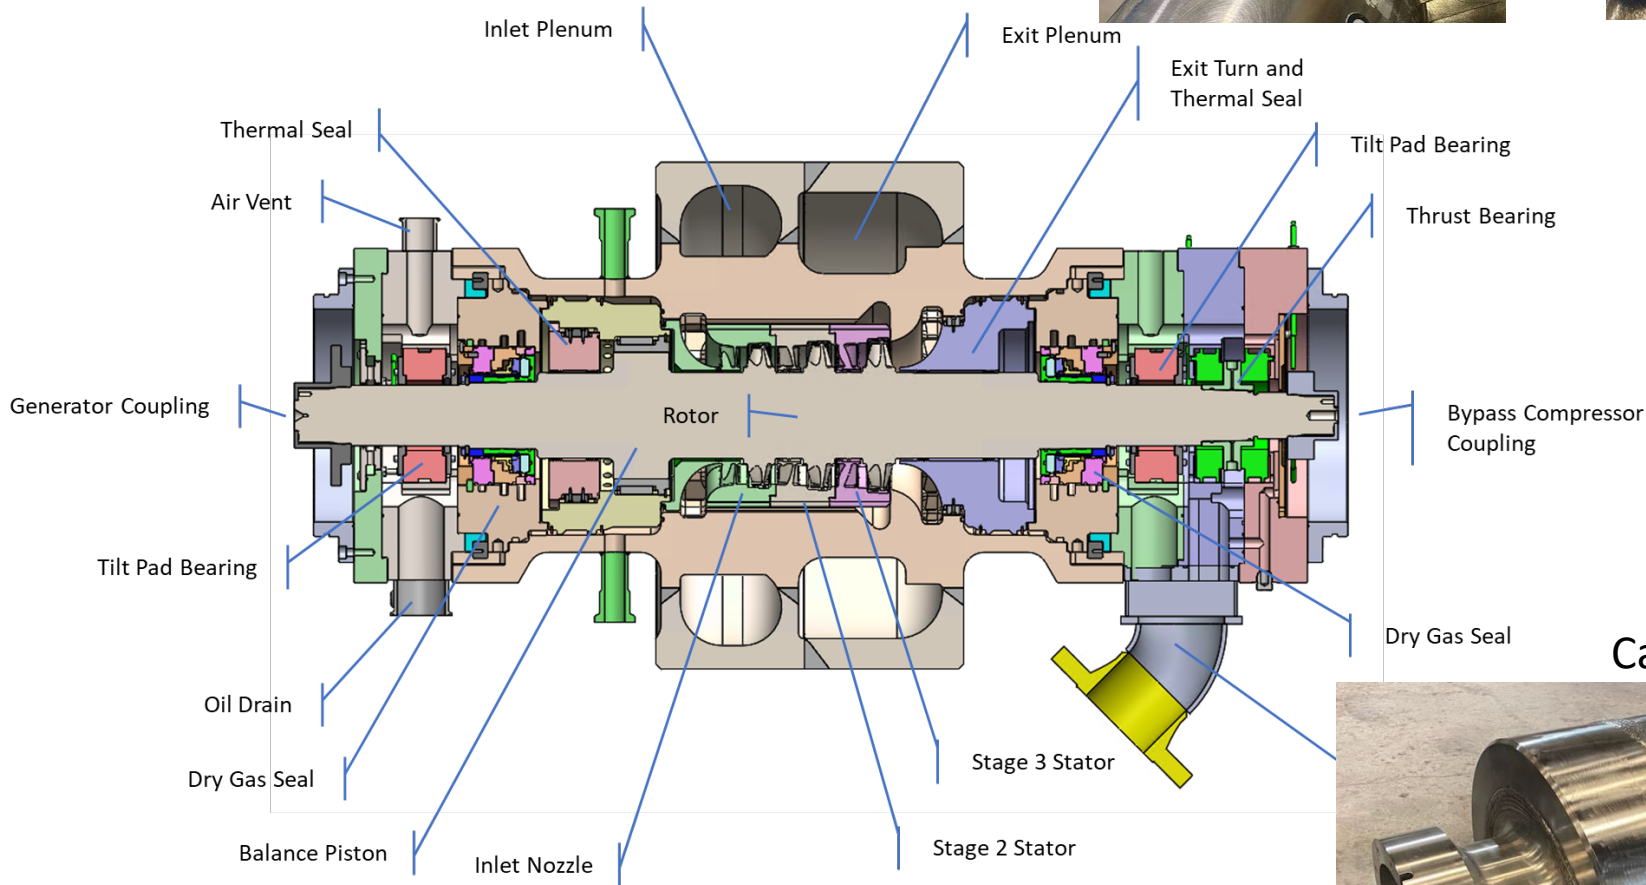 Inlet Plenum
Exit Plenum
Exit Turn and
Thermal Seal
Thermal Seal
Tilt Pad Bearing
Air Vent
Thrust Bearing
Generator Coupling
Rotor
Bypass Compressor
Coupling
Tilt Pad Bearing
Dry Gas Seal
Ca
Oil Drain
Stage 3 Stator
Dry Gas Seal
Balance Piston
Inlet Nozzle
Stage 2 Stator